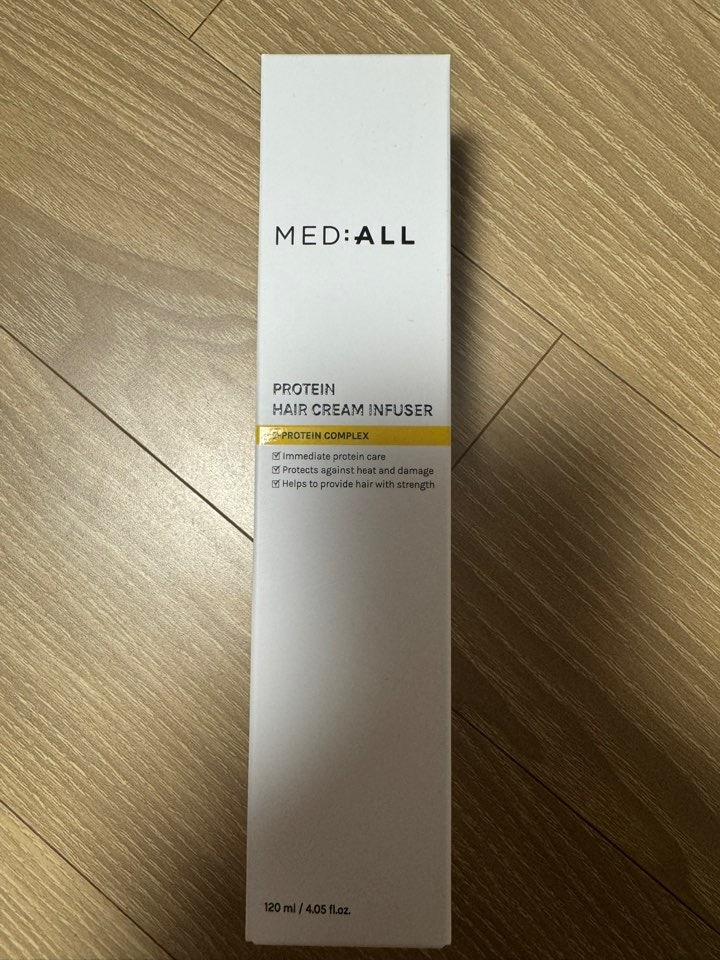 MED:ALL
PROTEIN
HAIR CREAM INFUSER
PROTEIN COMPLEX
☑ Immediate protein care
☑ Protects against heat and damage
☑ Helps to provide hair with strength
120 ml / 4.05 fl.oz.